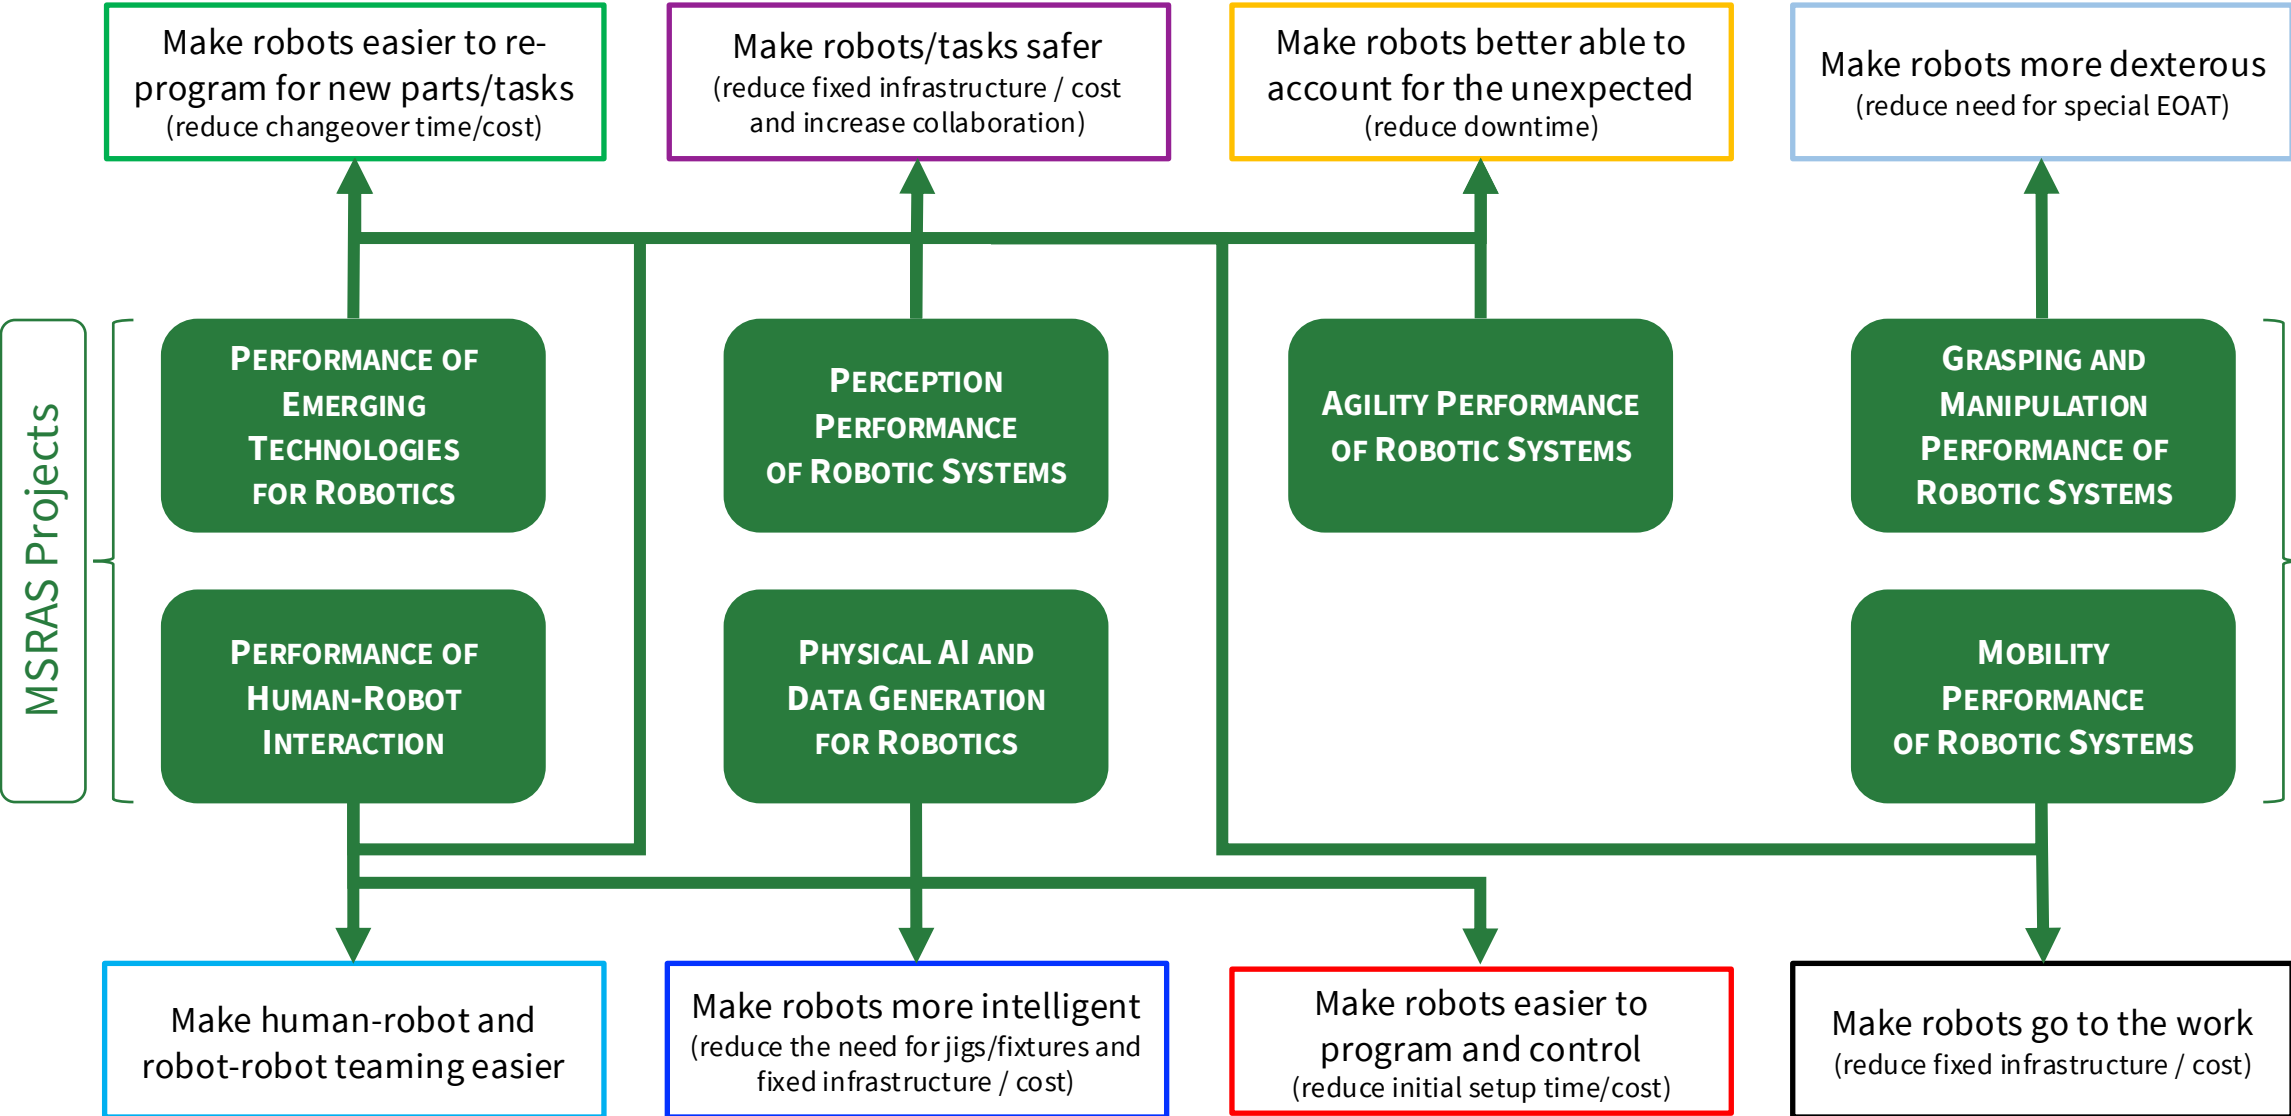 Make robots easier to re-
program for new parts/tasks
(reduce changeover time/cost)
Make robots/tasks safer
(reduce fixed infrastructure / cost
and increase collaboration)
Make robots better able to
account for the unexpected
(reduce downtime)
Make robots more dexterous
(reduce need for special EOAT)
MSRAS Projects
PERFORMANCE OF
EMERGING
TECHNOLOGIES
FOR ROBOTICS
PERCEPTION
PERFORMANCE
OF ROBOTIC SYSTEMS
AGILITY PERFORMANCE
OF ROBOTIC SYSTEMS
GRASPING AND
MANIPULATION
PERFORMANCE OF
ROBOTIC SYSTEMS
PERFORMANCE OF
HUMAN-ROBOT
INTERACTION
PHYSICAL AI AND
DATA GENERATION
FOR ROBOTICS
MOBILITY
PERFORMANCE
OF ROBOTIC SYSTEMS
Make human-robot and
robot-robot teaming easier
Make robots more intelligent
(reduce the need for jigs/fixtures and
fixed infrastructure / cost)
Make robots easier to
program and control
(reduce initial setup time/cost)
Make robots go to the work
(reduce fixed infrastructure / cost)